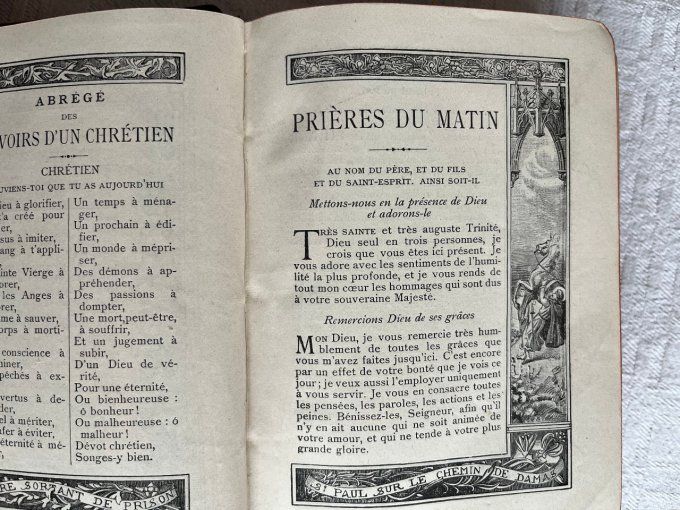 ABRÉGÉ
DES
VOIRS D'UN CHRÉTIEN
CHRÉTIEN
UVIENS-TOI QUE TU AS AUJOURD'HUI
ieu à glorifier,
t'a créé pour
sus à imiter,
ang à t'appli-
inte Vierge à
orer,
les Anges à
orer,
me à sauver,
orps à morti-
conscience à
miner,
péchés à ex-
vertus à de-
der,
el à mériter,
fer à éviter,
éternité à mé-
Un temps à ména-
ger,
Un prochain à édi-
fier,
Un monde à mépri-
ser,
Des démons à ap-
préhender,
Des passions à
dompter,
Une mort,peut-être,
à souffrir,
Et un jugement à
subir,
D'un Dieu de vé-
rité,
Pour une éternité,
Ou bienheureuse :
ô bonheur !
Ou malheureuse : ô
malheur !
Dévot chrétien,
Songes-y bien.
RE SORTANT DE PRISON
PRIÈRES DU MATIN
AU NOM DU PÈRE, ET DU FILS
ET DU SAINT-ESPRIT. AINSI SOIT-IL
Mettons-nous en la présence de Dieu
et adorons-le
TRÈS SAINTE et très auguste Trinité,
Dieu seul en trois personnes, je
crois que vous êtes ici présent. Je
vous adore avec les sentiments de l'humi-
lité la plus profonde, et je vous rends de
tout mon cœur les hommages qui sont dus
à votre souveraine Majesté.
Remercions Dieu de ses grâces
MON DIEU, je vous remercie très hum-
blement de toutes les grâces que
vous m'avez faites jusqu'ici. C'est encore
par un effet de votre bonté que je vois ce
jour ; je veux aussi l'employer uniquement
à vous servir. Je vous en consacre toutes
les pensées, les paroles, les actions et les
peines. Bénissez-les, Seigneur, afin qu'il
n'y en ait aucune qui ne soit animée de
votre amour, et qui ne tende à votre plus
grande gloire.
St PAUL SUR LE CHEMIN DE DAMA